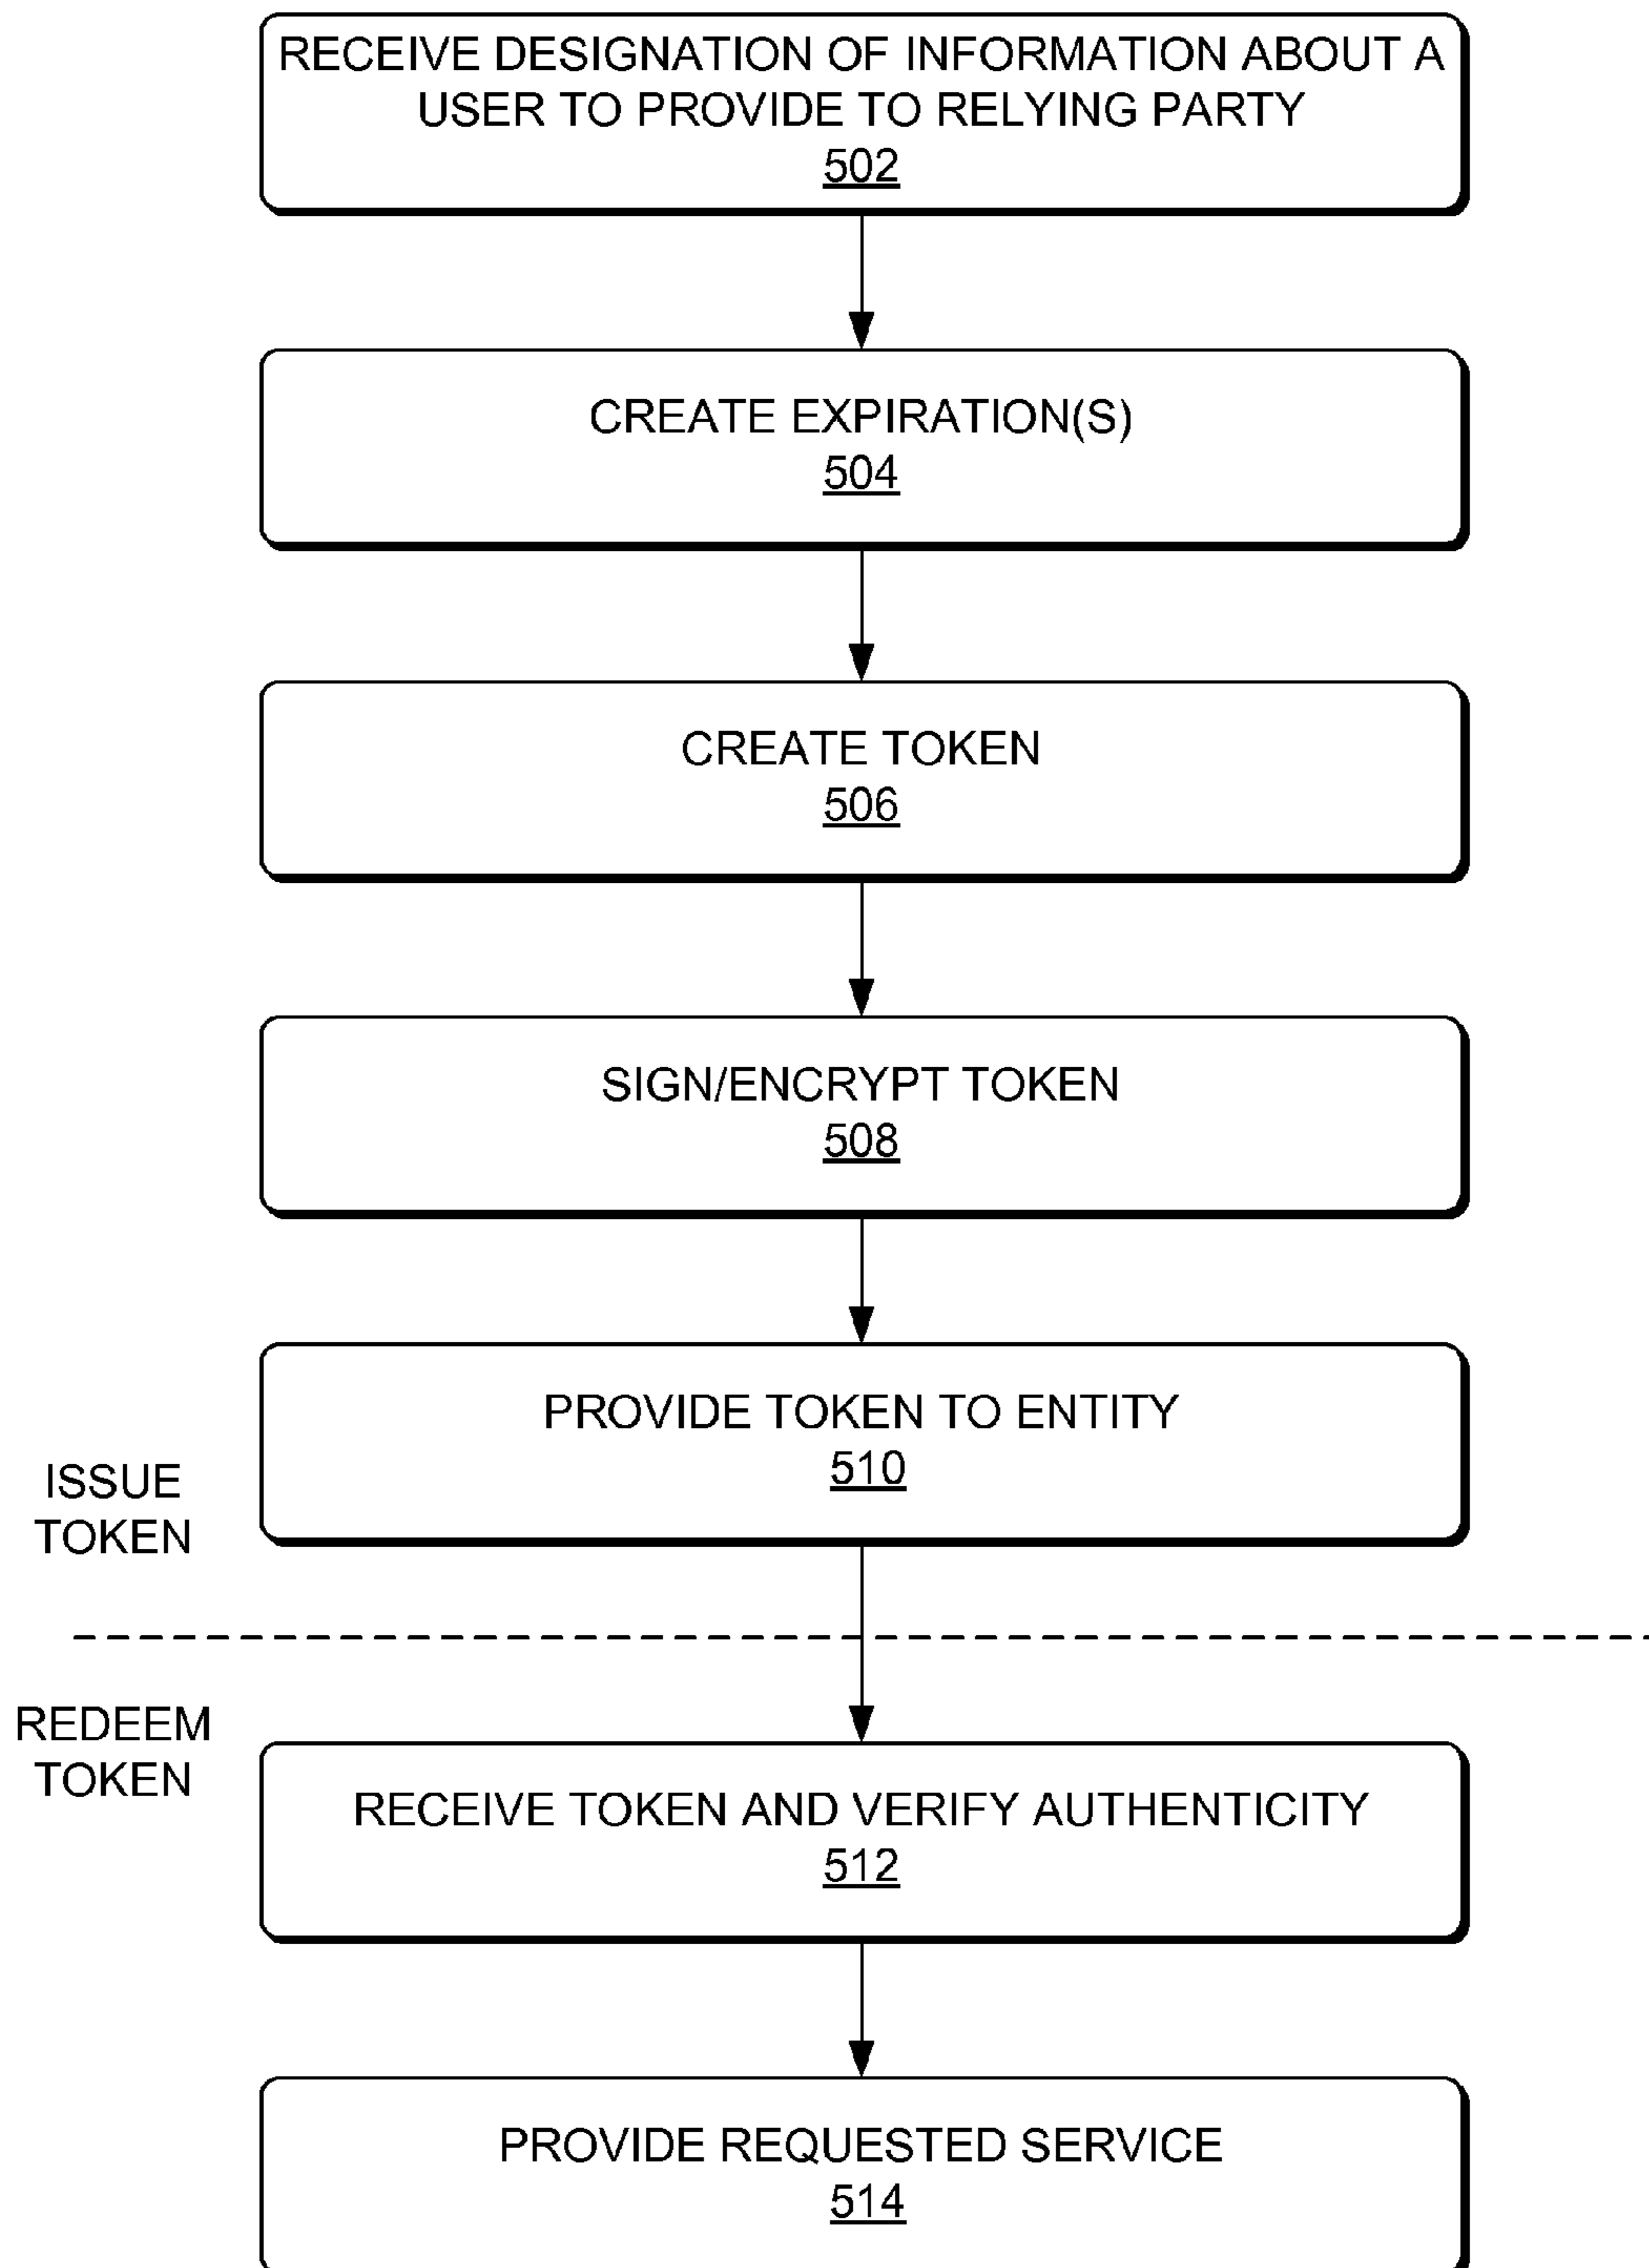 RECEIVE DESIGNATION OF INFORMATION ABOUT A
USER TO PROVIDE TO RELYING PARTY
502
CREATE EXPIRATION(S)
504
CREATE TOKEN
506
SIGN/ENCRYPT TOKEN
508
PROVIDE TOKEN TO ENTITY
510
ISSUE
TOKEN
REDEEM
TOKEN
RECEIVE TOKEN AND VERIFY AUTHENTICITY
512
PROVIDE REQUESTED SERVICE
514